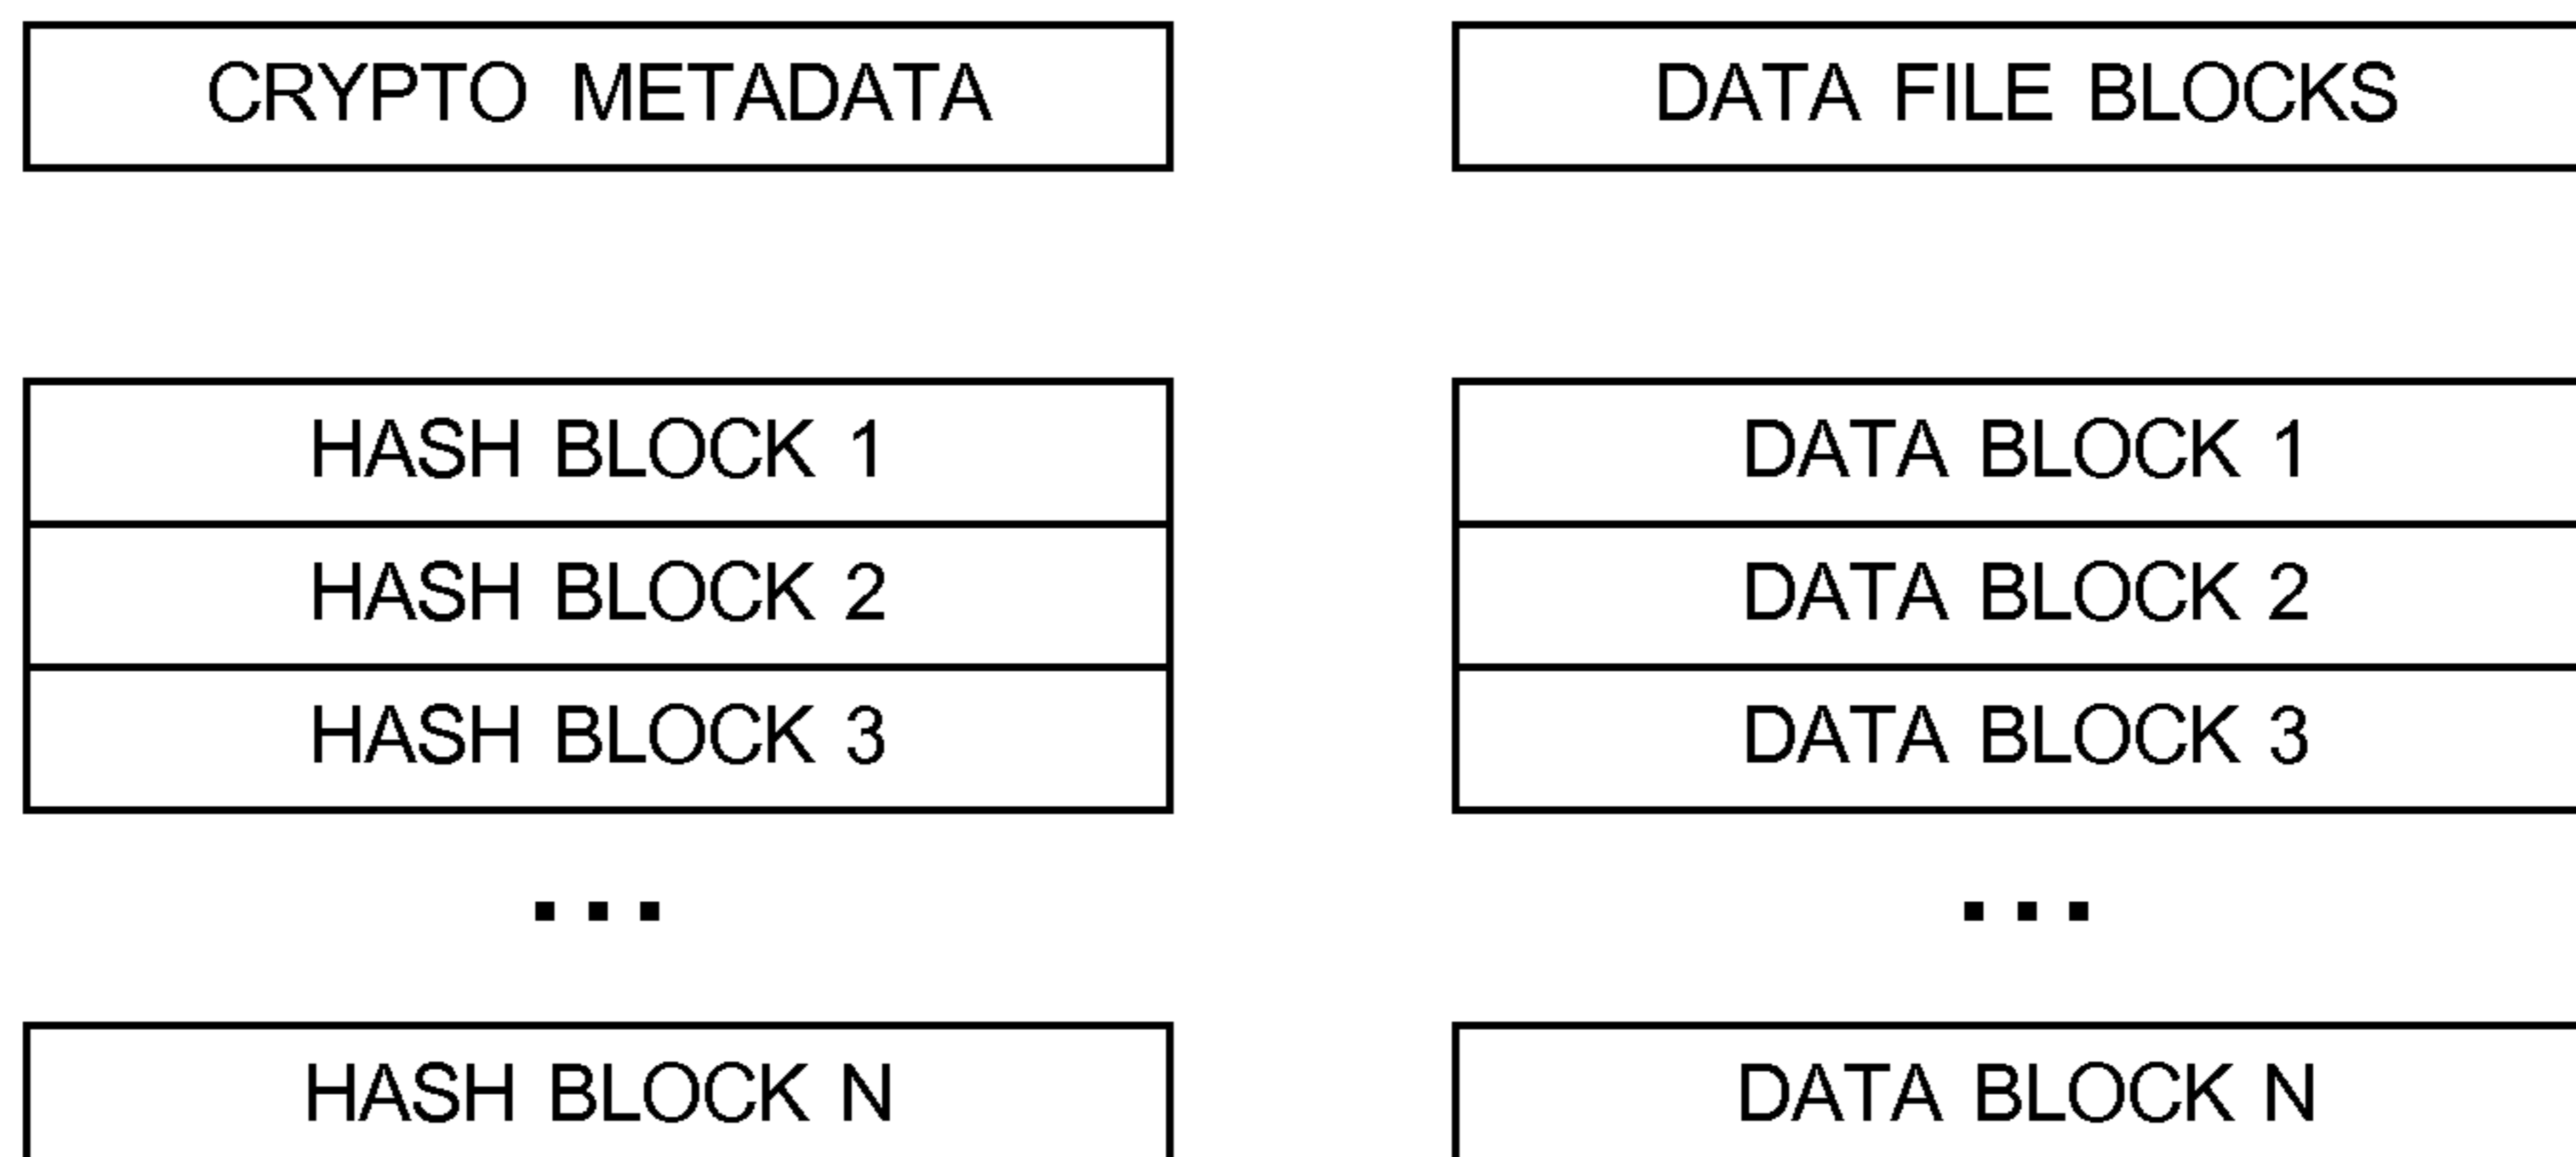 CRYPTO METADATA
DATA FILE BLOCKS
HASH BLOCK 1
DATA BLOCK 1
HASH BLOCK 2
DATA BLOCK 2
HASH BLOCK 3
DATA BLOCK 3
...
...
HASH BLOCK N
DATA BLOCK N